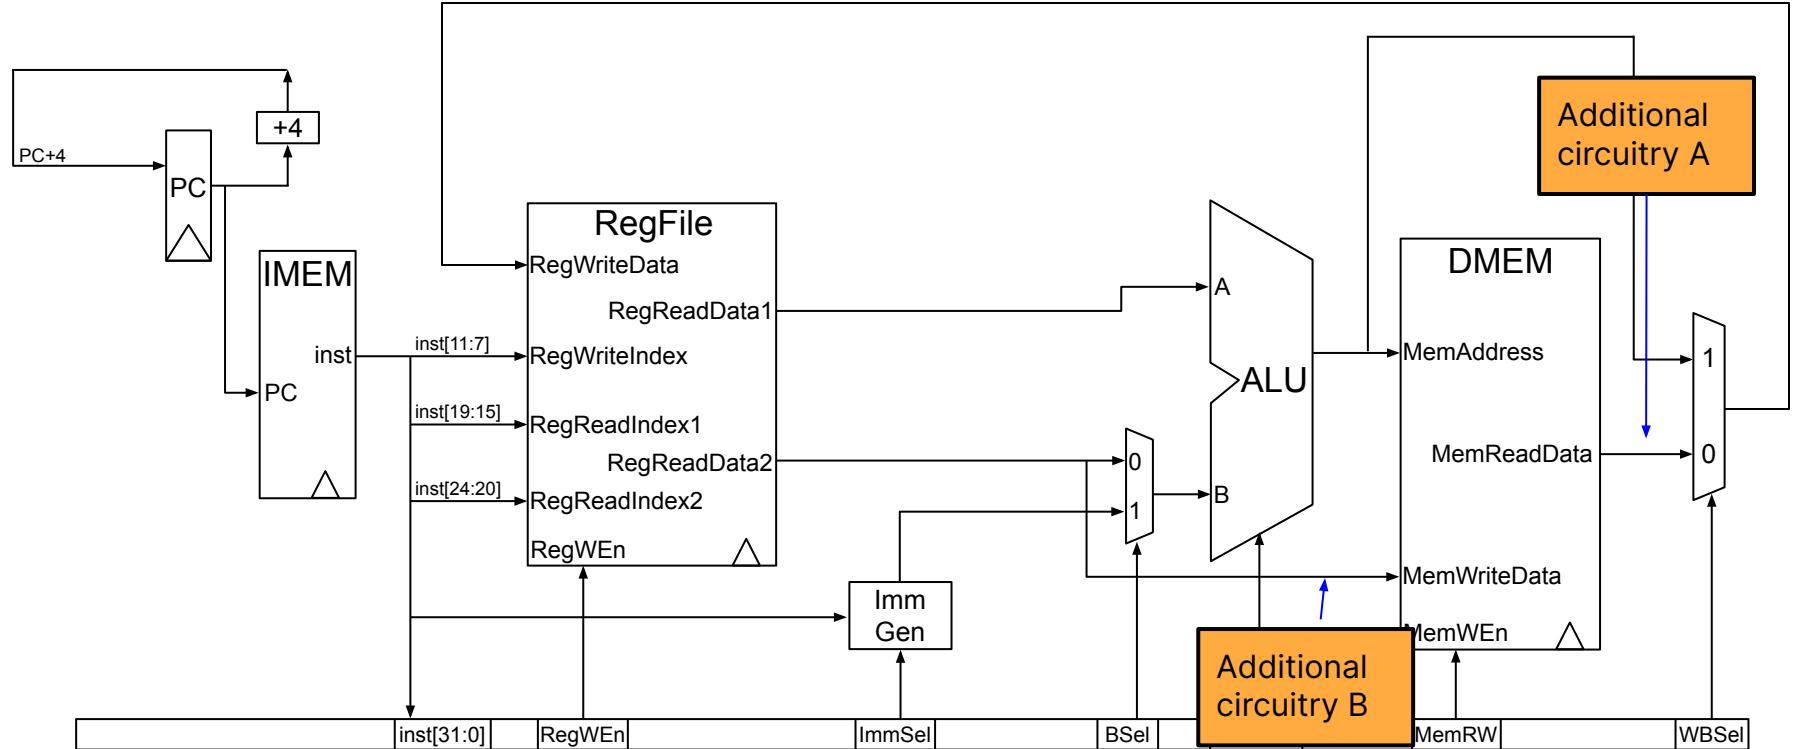 +4
PC+4
PC
IMEM
inst
PC
inst[11:7]
inst[19:15]
inst[24:20]
RegFile
RegWriteData
RegReadData1
RegWriteIndex
RegReadIndex1
RegReadData2
RegReadIndex2
RegWEn
Imm
Gen
0
1
A
ALU
B
Additional
circuitry A
DMEM
MemAddress
MemReadData
MemWriteData
MemWEn
1
0
Additional
circuitry B
inst[31:0]
RegWEn
ImmSel
BSel
MemRW
WBSel